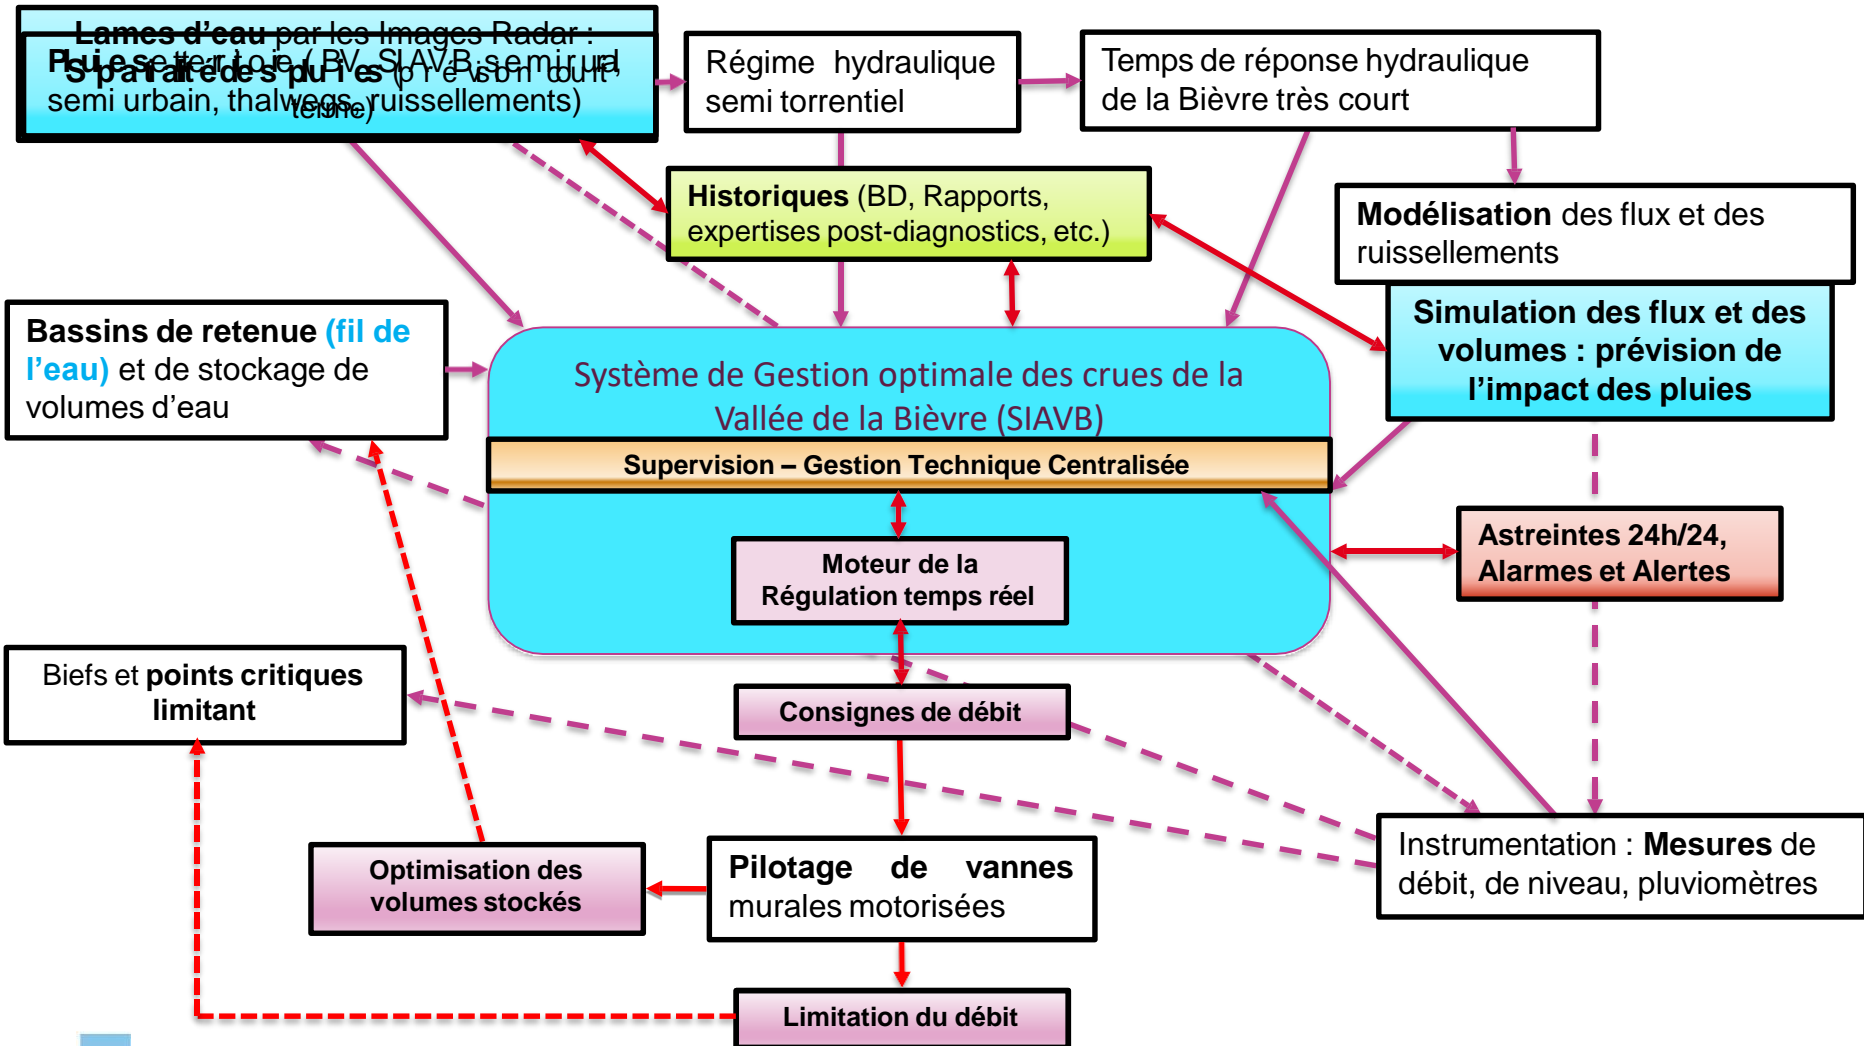 Lames d'eau par les Images Radar :
semi urbain, thalwegs, ruissellements)
Régime hydraulique
semi torrentiel
Temps de réponse hydraulique
de la Bièvre très court
Historiques (BD, Rapports,
expertises post-diagnostics, etc.)
Modélisation des flux et des
ruissellements
Simulation des flux et des
volumes : prévision de
l'impact des pluies
Bassins de retenue (fil de
l'eau) et de stockage de
volumes d'eau
Système de Gestion optimale des crues de la
Vallée de la Bièvre (SIAVB)
Supervision – Gestion Technique Centralisée
Moteur de la
Régulation temps réel
Astreintes 24h/24,
Alarmes et Alertes
Biefs et points critiques
limitant
Consignes de débit
Optimisation des
volumes stockés
Pilotage de vannes
murales motorisées
Instrumentation : Mesures de
débit, de niveau, pluviomètres
Limitation du débit